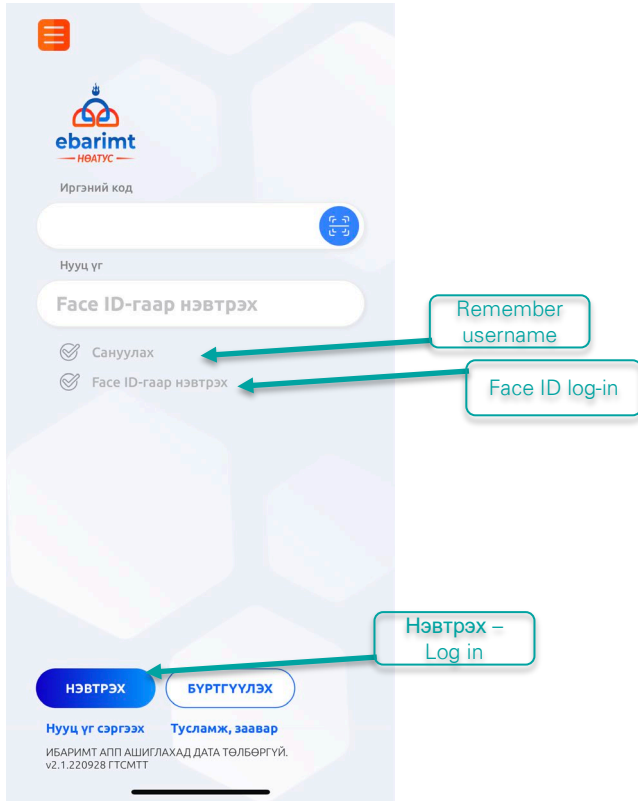 ebarimt
НӨАТУС
Иргэний код
Нууц үг
Face ID-гаар нэвтрэх
Сануулах
Remember
username
Face ID-гаар нэвтрэх
Face ID log-in
Нэвтрэх –
Log in
НЭВТРЭХ
БҮРТГҮҮЛЭХ
Нууц үг сэргээх
Тусламж, заавар
ИБАРИМТ АПП АШИГЛАХАД ДАТА ТӨЛБӨРГҮЙ.
v2.1.220928 ГТСМТТ